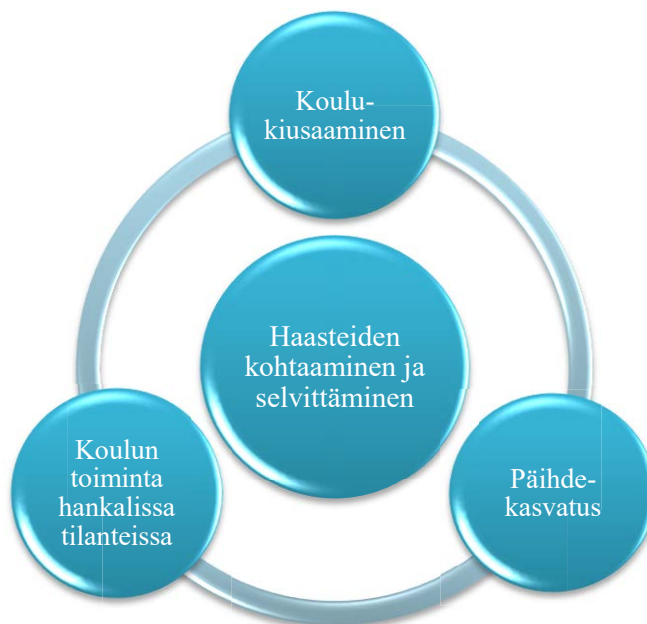 Koulu-
kiusaaminen
Haasteiden
kohtaaminen ja
selvittäminen
Koulun
toiminta
hankalissa
tilanteissa
Päihde-
kasvatus